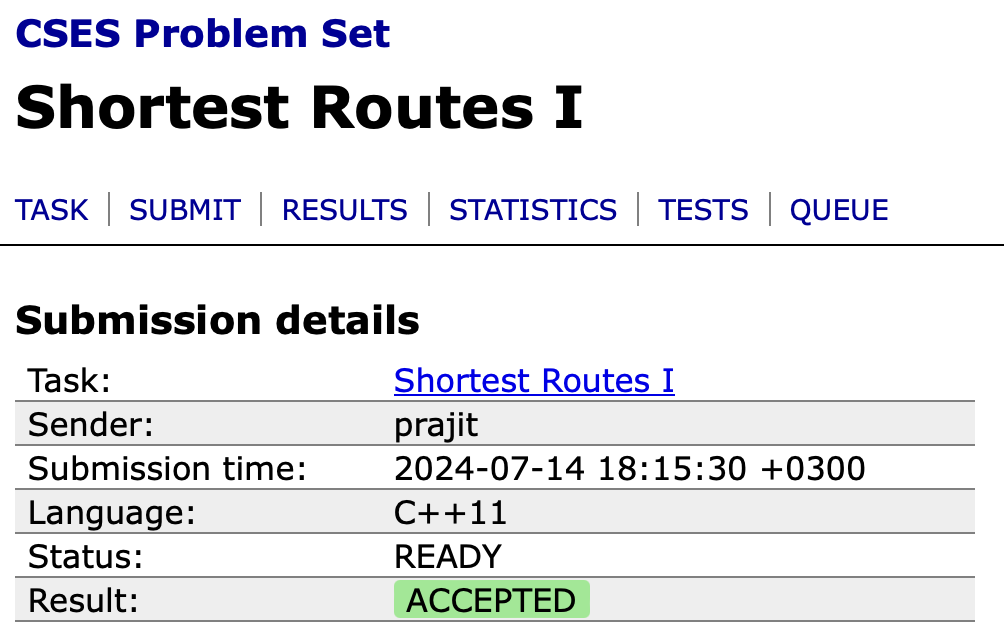 CSES Problem Set
Shortest Routes I
TASK | SUBMIT | RESULTS | STATISTICS | TESTS | QUEUE
Submission details
Task: Shortest Routes I
Sender: prajit
Submission time: 2024-07-14 18:15:30 +0300
Language: C++11
Status: READY
Result: ACCEPTED